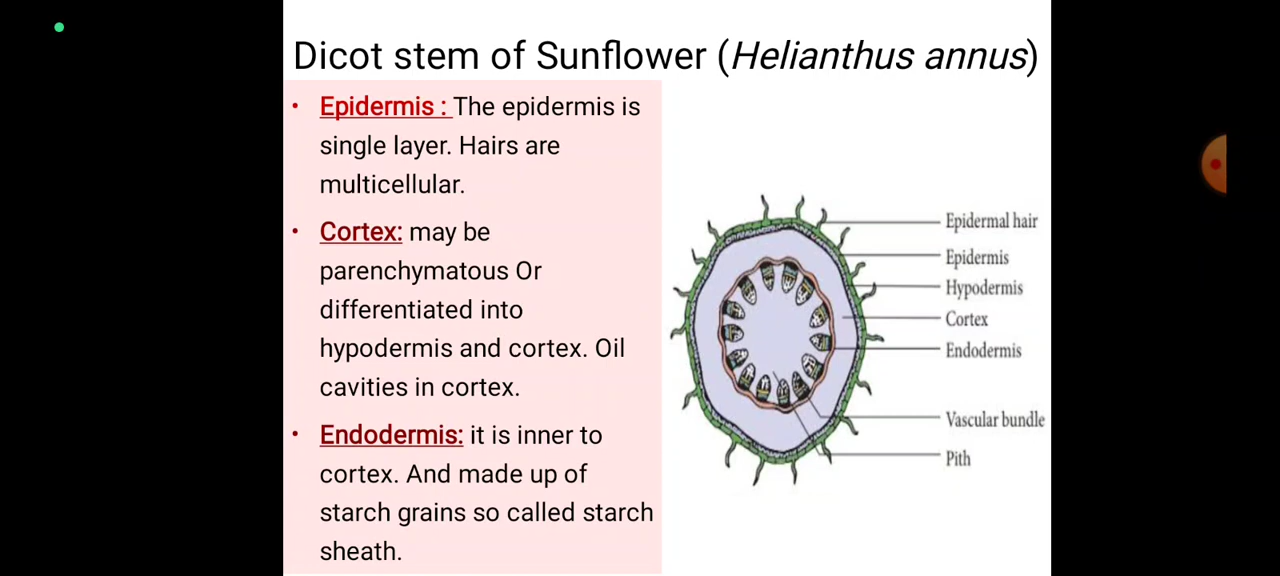 Dicot stem of Sunflower (Helianthus annus)
• Epidermis : The epidermis is
single layer. Hairs are
multicellular.
• Cortex: may be
parenchymatous Or
differentiated into
hypodermis and cortex. Oil
cavities in cortex.
• Endodermis: it is inner to
cortex. And made up of
starch grains so called starch
sheath.
Epidermal hair
Epidermis
Hypodermis
Cortex
Endodermis
Vascular bundle
Pith